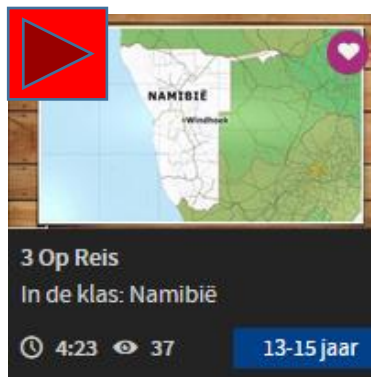 NAMIBIË
Windhoek
3 Op Reis
In de klas: Namibië
4:23 37
13-15 jaar